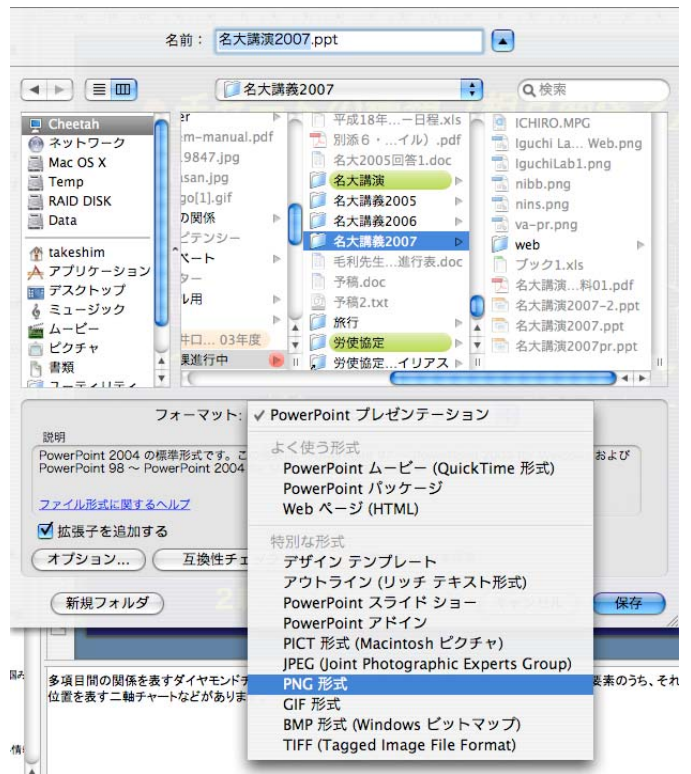 名前： 名大講演2007.ppt
名大講義2007
検索
Cheetah
ネットワーク
Mac OS X
Temp
RAID DISK
Data
takeshim
アプリケーション
デスクトップ
ミュージック
ムービー
ピクチャ
書類
ユーティリティ
er
em-manual.pdf
19847.jpg
asan.jpg
go[1].gif
の関係
ピテンシー
ベート
ター
ル用
井口... 03年度
進行中
平成18年...一日程.xls
別添６・...イル）.pdf
名大2005回答1.doc
名大講演
名大講義2005
名大講義2006
名大講義2007
毛利先生...進行表.doc
予稿.doc
予稿2.txt
旅行
労使協定
労使協定...イリアス
ICHIRO.MPG
Iguchi La... Web.png
IguchiLab1.png
nibb.png
nins.png
va-pr.png
web
ブック1.xls
名大講演...料01.pdf
名大講演2007-2.ppt
名大講演2007.ppt
名大講演2007pr.ppt
フォーマット: ✓ PowerPoint プレゼンテーション
説明
PowerPoint 2004 の標準形式です。こ
および
PowerPoint 98 ～ PowerPoint 2004
ファイル形式に関するヘルプ
拡張子を追加する
オプション...
互換性チェ
新規フォルダ
保存
よく使う形式
PowerPoint ムービー (QuickTime 形式)
PowerPoint パッケージ
Web ページ (HTML)
特別な形式
デザイン テンプレート
アウトライン (リッチ テキスト形式)
PowerPoint スライド ショー
PowerPoint アドイン
PICT 形式 (Macintosh ピクチャ)
JPEG (Joint Photographic Experts Group)
PNG 形式
GIF 形式
BMP 形式 (Windows ビットマップ)
TIFF (Tagged Image File Format)
多項目間の関係を表すダイヤモンドチ
要素のうち、それ
位置を表す二軸チャートなどがありま